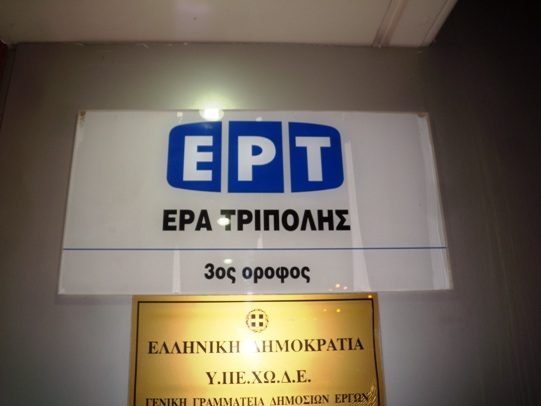 ΕΡΤ
ΕΡΑ ΤΡΙΠΟΛΗΣ
3ος οροφος
ΕΛΛΗΝΙΚΗ ΔΗΜΟΚΡΑΤΙΑ
Υ.ΠΕ.ΧΩ.Δ.Ε.
ΓΕΝΙΚΗ ΓΡΑΜΜΑΤΕΙΑ ΔΗΜΟΣΙΩΝ ΕΡΓΩΝ